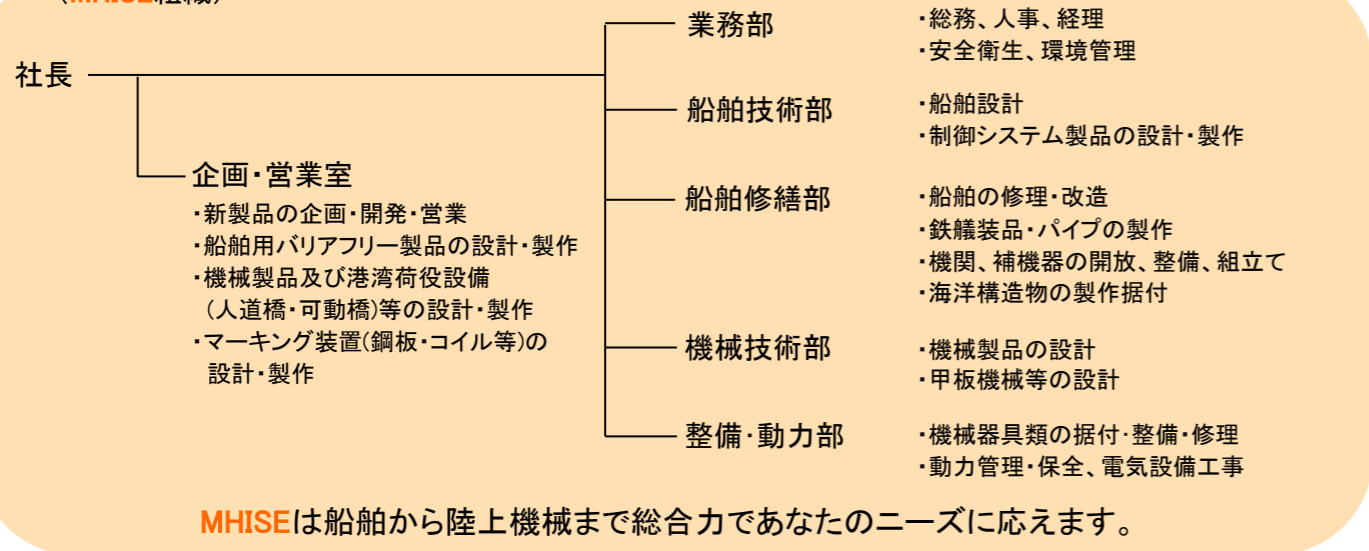 (MHISE組織)
社長
企画・営業室
・新製品の企画・開発・営業
・船舶用バリアフリー製品の設計・製作
・機械製品及び港湾荷役設備
(人道橋・可動橋)等の設計・製作
・マーキング装置(鋼板・コイル等)の
設計・製作
業務部
・総務、人事、経理
・安全衛生、環境管理
船舶技術部
・船舶設計
・制御システム製品の設計・製作
船舶修繕部
・船舶の修理・改造
・鉄艤装品・パイプの製作
・機関、補機器の開放、整備、組立て
・海洋構造物の製作据付
機械技術部
・機械製品の設計
・甲板機械等の設計
整備・動力部
・機械器具類の据付・整備・修理
・動力管理・保全、電気設備工事
MHISEは船舶から陸上機械まで総合力であなたのニーズに応えます。